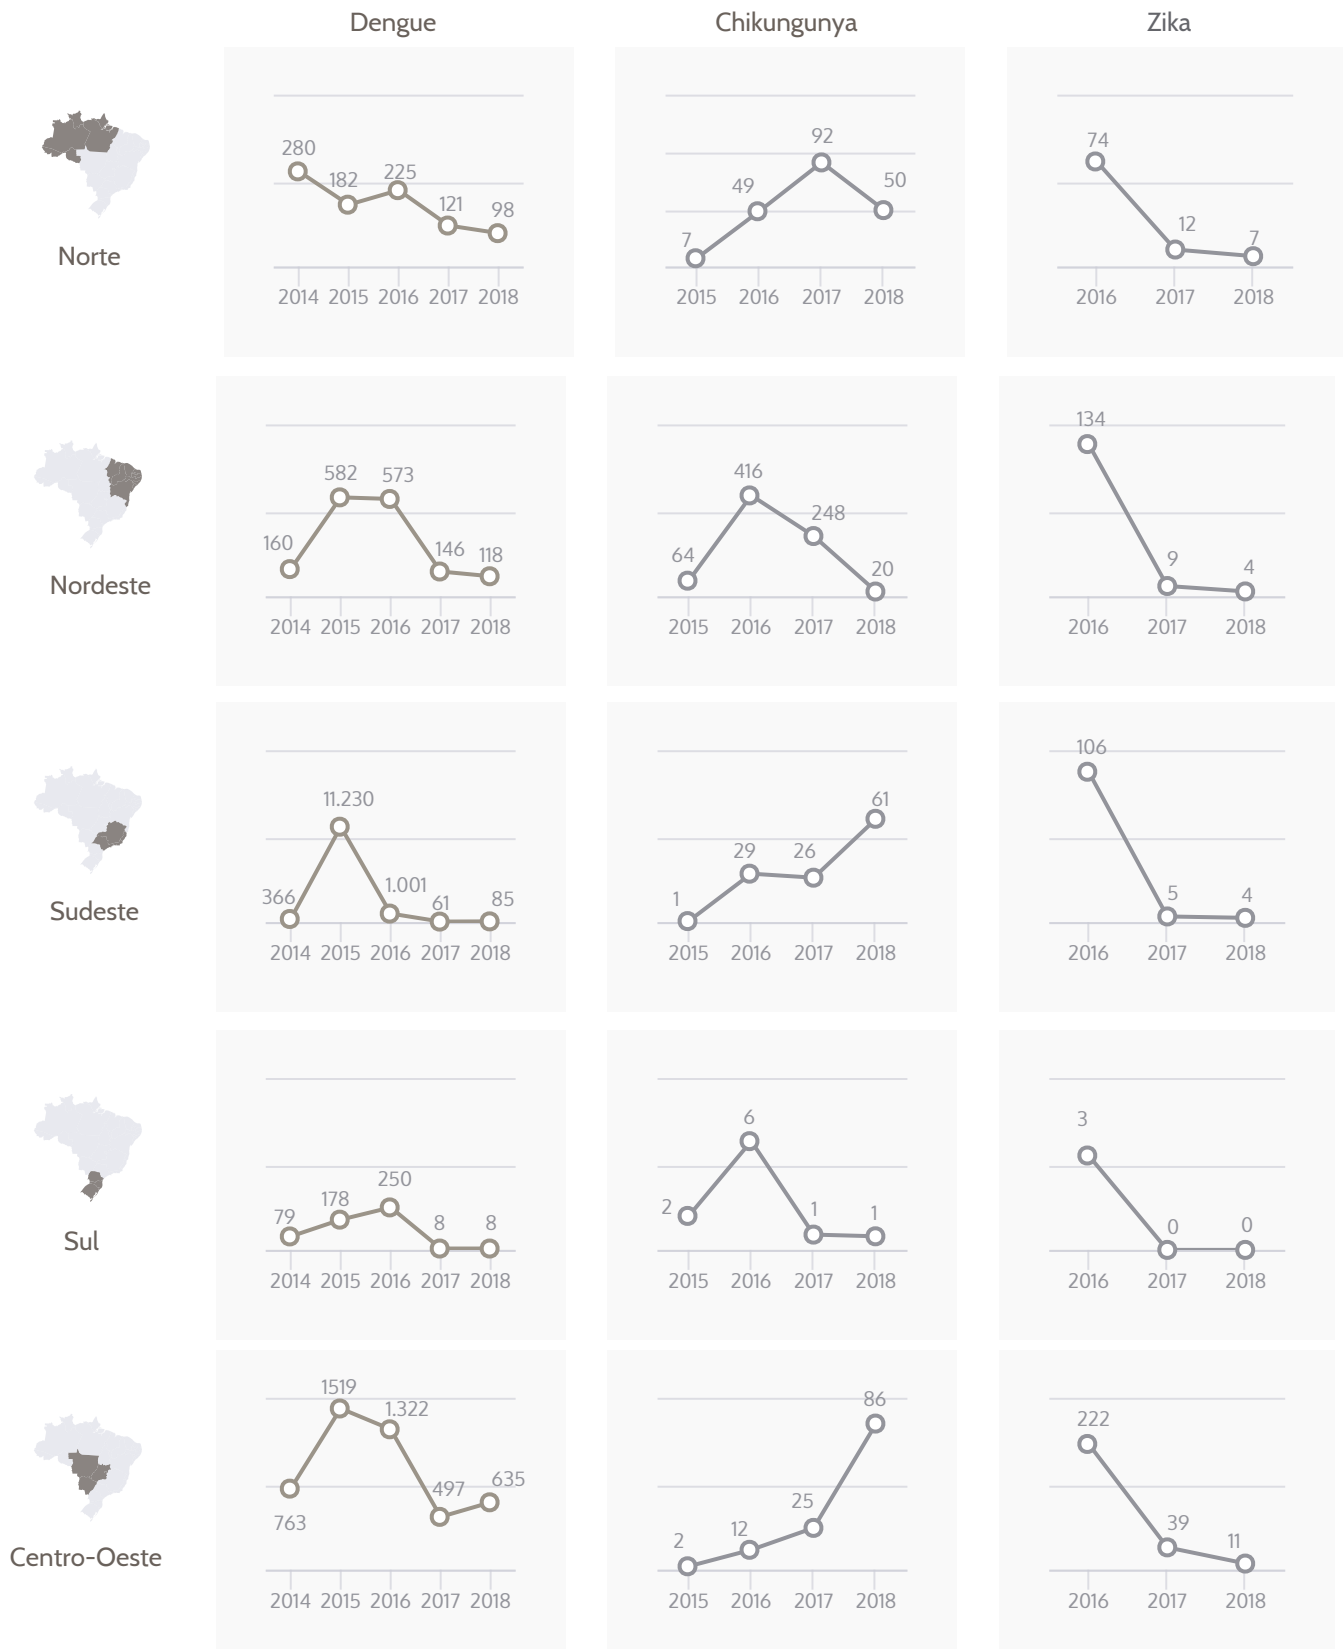 Dengue Chikungunya Zika
280 182 225 121 98
7 49 92 50
74 12 7
Norte
2014 2015 2016 2017 2018
2015 2016 2017 2018
2016 2017 2018
160 582 573 146 118
64 416 248 20
134 9 4
Nordeste
2014 2015 2016 2017 2018
2015 2016 2017 2018
2016 2017 2018
366 11.230 1.001 61 85
1 29 26 61
106 5 4
Sudeste
2014 2015 2016 2017 2018
2015 2016 2017 2018
2016 2017 2018
79 178 250 8 8
2 6 1 1
3 0 0
Sul
2014 2015 2016 2017 2018
2015 2016 2017 2018
2016 2017 2018
763 1519 1.322 497 635
2 12 25 86
222 39 11
Centro-Oeste
2014 2015 2016 2017 2018
2015 2016 2017 2018
2016 2017 2018